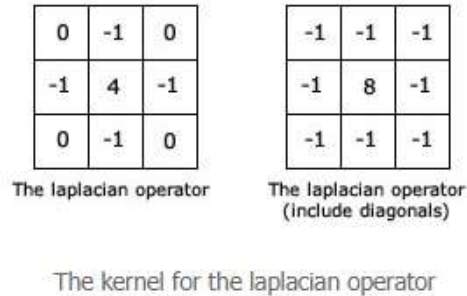 0 -1 0 -1 -1 -1
-1 4 -1 -1 8 -1
0 -1 0 -1 -1 -1
The laplacian operator The laplacian operator
(include diagonals)
The kernel for the laplacian operator